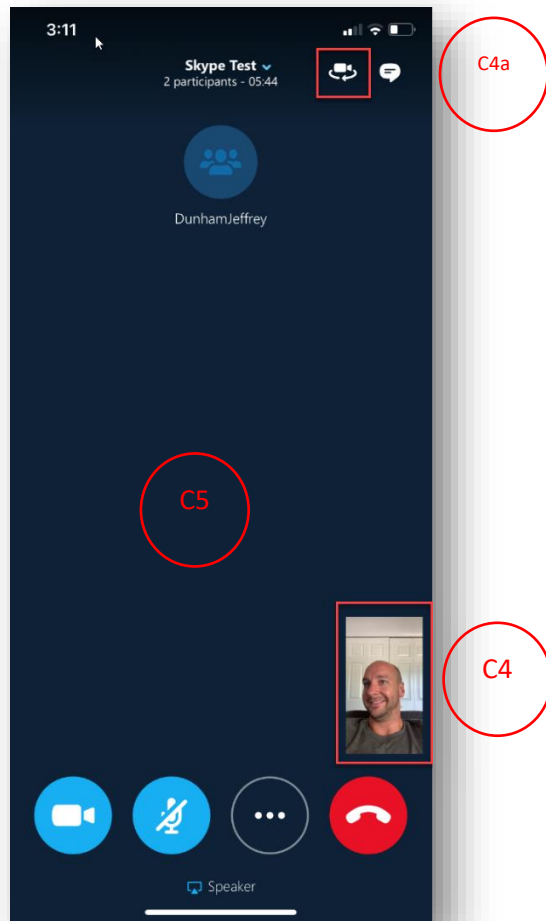 3:11
C4a
Skype Test
2 participants - 05:44
DunhamJeffrey
C5
C4
Speaker